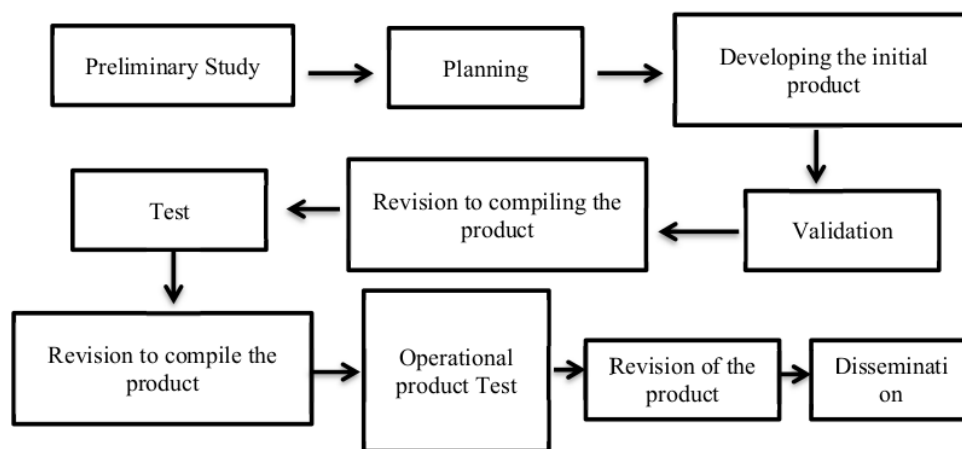 Preliminary Study
Planning
Developing the initial
product
Test
Revision to compiling the
product
Validation
Revision to compile the
product
Operational
product Test
Revision of the
product
Disseminati
on